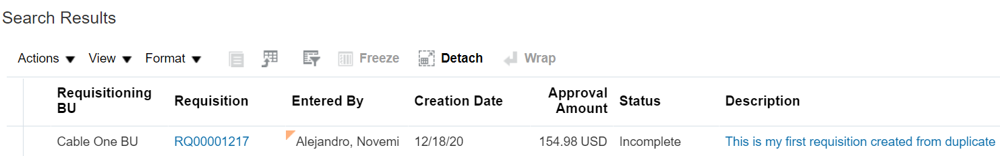 Search Results
Actions View Format Freeze Detach Wrap
Requisitioning BU Requisition Entered By Creation Date Approval Amount Status Description
Cable One BU RQ00001217 Alejandro, Novemi 12/18/20 154.98 USD Incomplete This is my first requisition created from duplicate